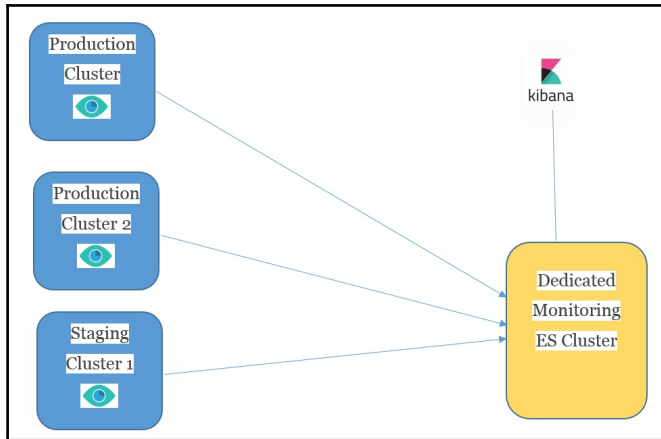 Production
Cluster
kibana
Production
Cluster 2
Dedicated
Monitoring
ES Cluster
Staging
Cluster 1